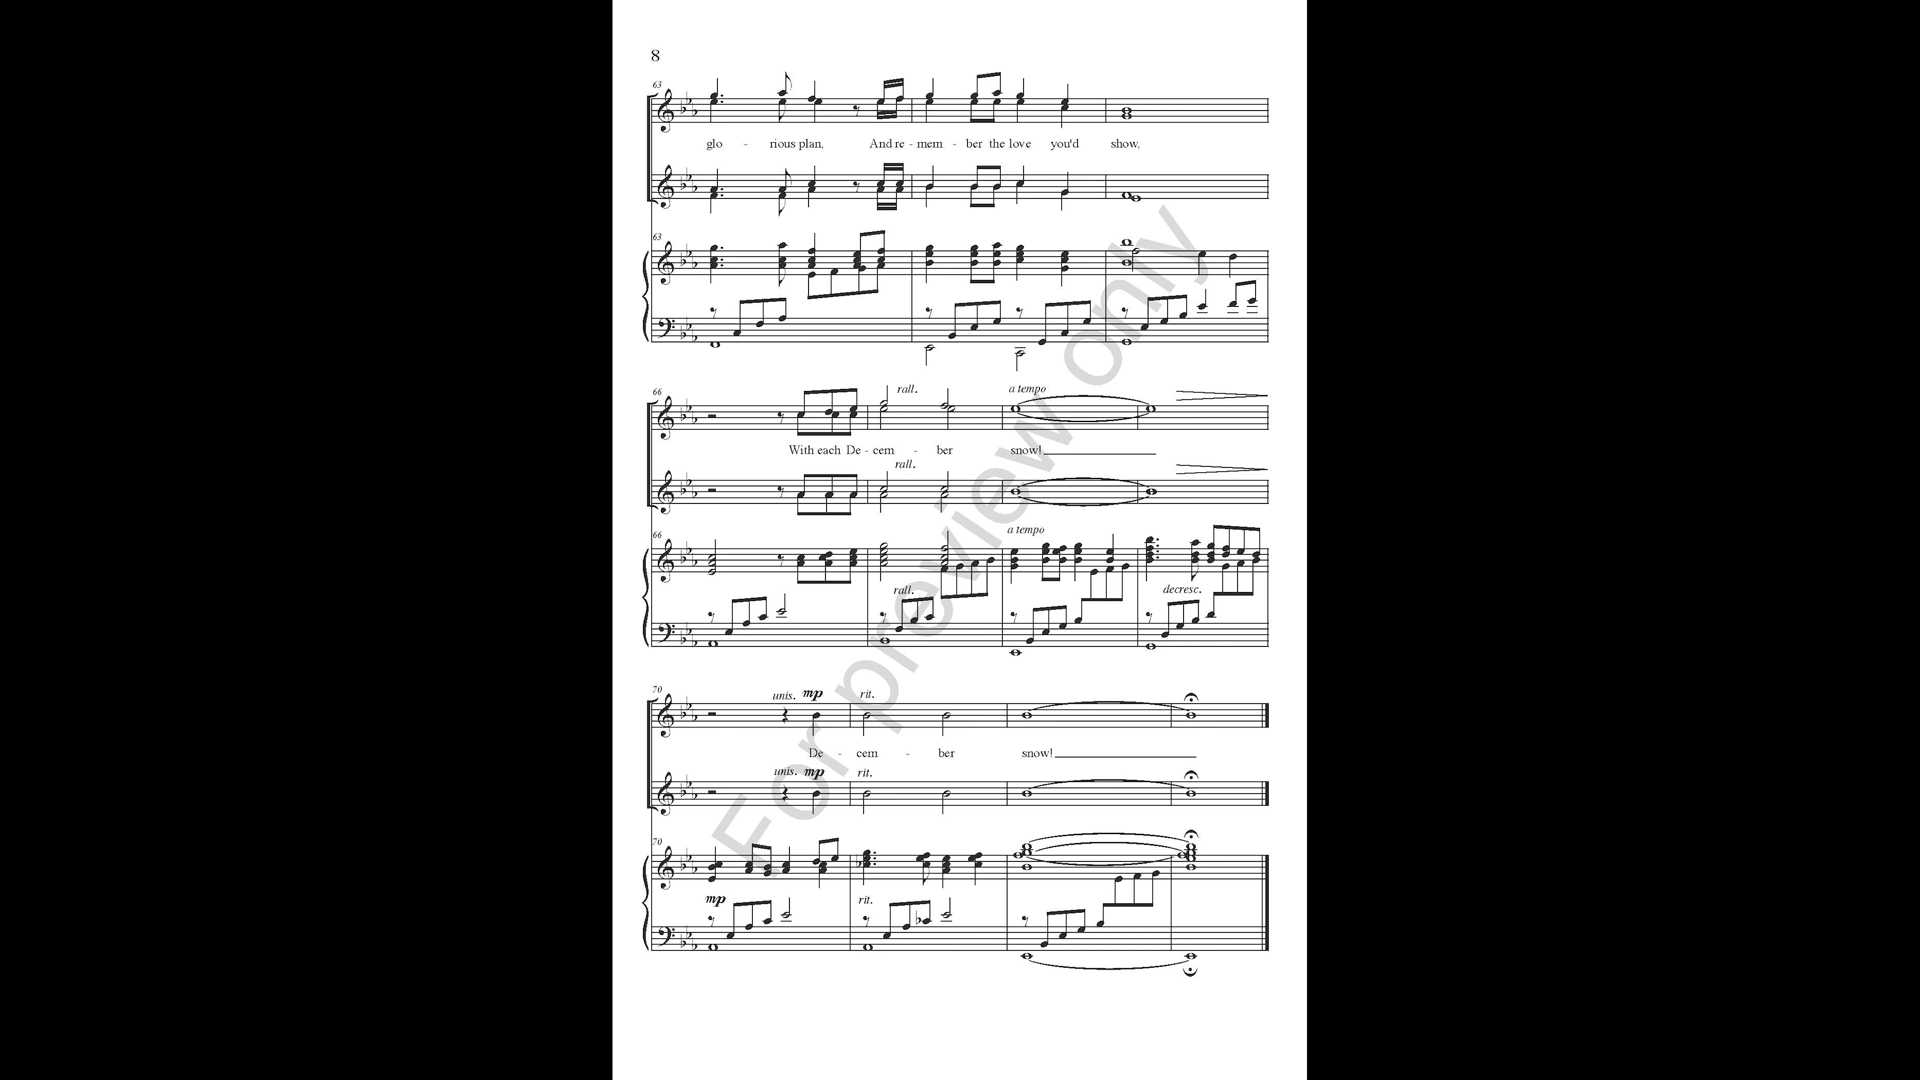 8
63
glo - rious plan, And re - mem - ber the love you'd show,
63
66
rall. a tempo
With each De - cem - ber snow!
rall.
66
a tempo
rall. decresc.
70
unis. mp rit.
De - cem - ber snow!
unis. mp rit.
70
mp rit.
For preview only